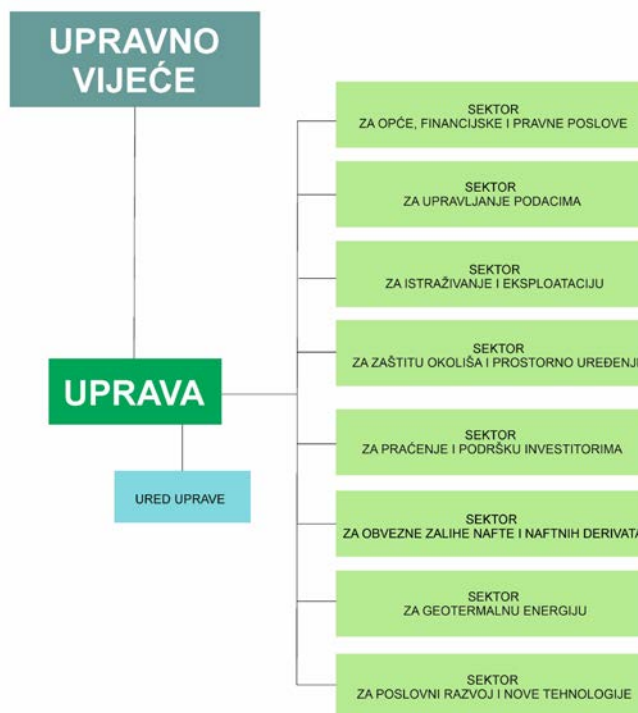 UPRAVNO
VIJEĆE
SEKTOR
ZA OPĆE, FINANCIJSKE I PRAVNE POSLOVE
SEKTOR
ZA UPRAVLJANJE PODACIMA
SEKTOR
ZA ISTRAŽIVANJE I EKSPLOATACIJU
SEKTOR
ZA ZAŠTITU OKOLIŠA I PROSTORNO UREĐENJE
UPRAVA
SEKTOR
ZA PRAĆENJE I PODRŠKU INVESTITORIMA
URED UPRAVE
SEKTOR
ZA OBVEZNE ZALIHE NAFTE I NAFTNIH DERIVATA
SEKTOR
ZA GEOTERMALNU ENERGIJU
SEKTOR
ZA POSLOVNI RAZVOJ I NOVE TEHNOLOGIJE